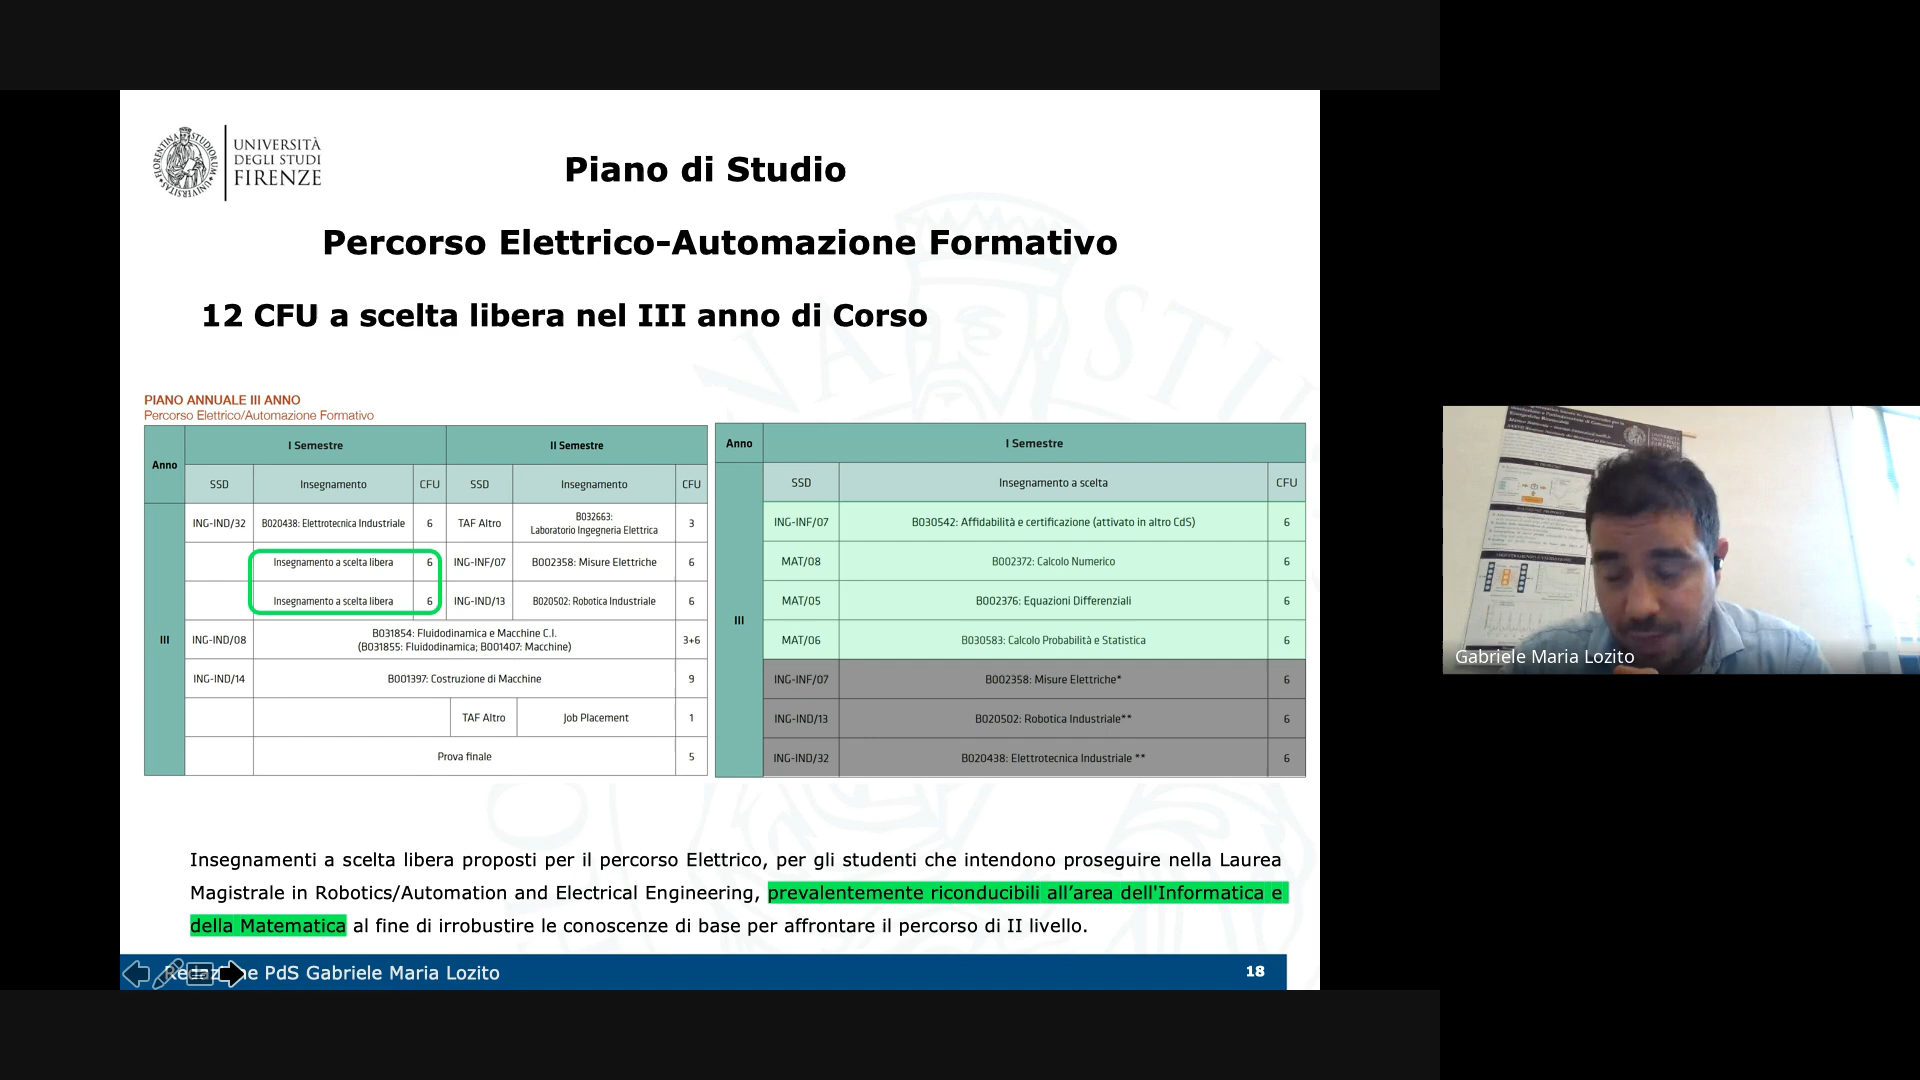 UNIVERSITÀ
DEGLI STUDI
FIRENZE
Piano di Studio
Percorso Elettrico-Automazione Formativo
12 CFU a scelta libera nel III anno di Corso
PIANO ANNUALE III ANNO
Percorso Elettrico/Automazione Formativo
Anno I Semestre II Semestre
SSD Insegnamento CFU SSD Insegnamento CFU
III
ING-IND/32 B020438: Elettrotecnica Industriale 6 TAF Altro B032663: Laboratorio Ingegneria Elettrica 3
Insegnamento a scelta libera 6 ING-INF/07 B002358: Misure Elettriche 6
Insegnamento a scelta libera 6 ING-IND/13 B020502: Robotica Industriale 6
ING-IND/08 B031854: Fluidodinamica e Macchine C.I. 3+6
(B031855: Fluidodinamica; B001407: Macchine)
ING-IND/14 B001397: Costruzione di Macchine 9
TAF Altro Job Placement 1
Prova finale 5
Anno I Semestre
SSD Insegnamento a scelta CFU
III
ING-INF/07 B030542: Affidabilità e certificazione (attivato in altro CdS) 6
MAT/08 B002372: Calcolo Numerico 6
MAT/05 B002376: Equazioni Differenziali 6
MAT/06 B030583: Calcolo Probabilità e Statistica 6
ING-INF/07 B002358: Misure Elettriche* 6
ING-IND/13 B020502: Robotica Industriale** 6
ING-IND/32 B020438: Elettrotecnica Industriale ** 6
Insegnamenti a scelta libera proposti per il percorso Elettrico, per gli studenti che intendono proseguire nella Laurea
Magistrale in Robotics/Automation and Electrical Engineering, prevalentemente riconducibili all’area dell'Informatica e
della Matematica al fine di irrobustire le conoscenze di base per affrontare il percorso di II livello.
Redazione PdS Gabriele Maria Lozito
18
Gabriele Maria Lozito